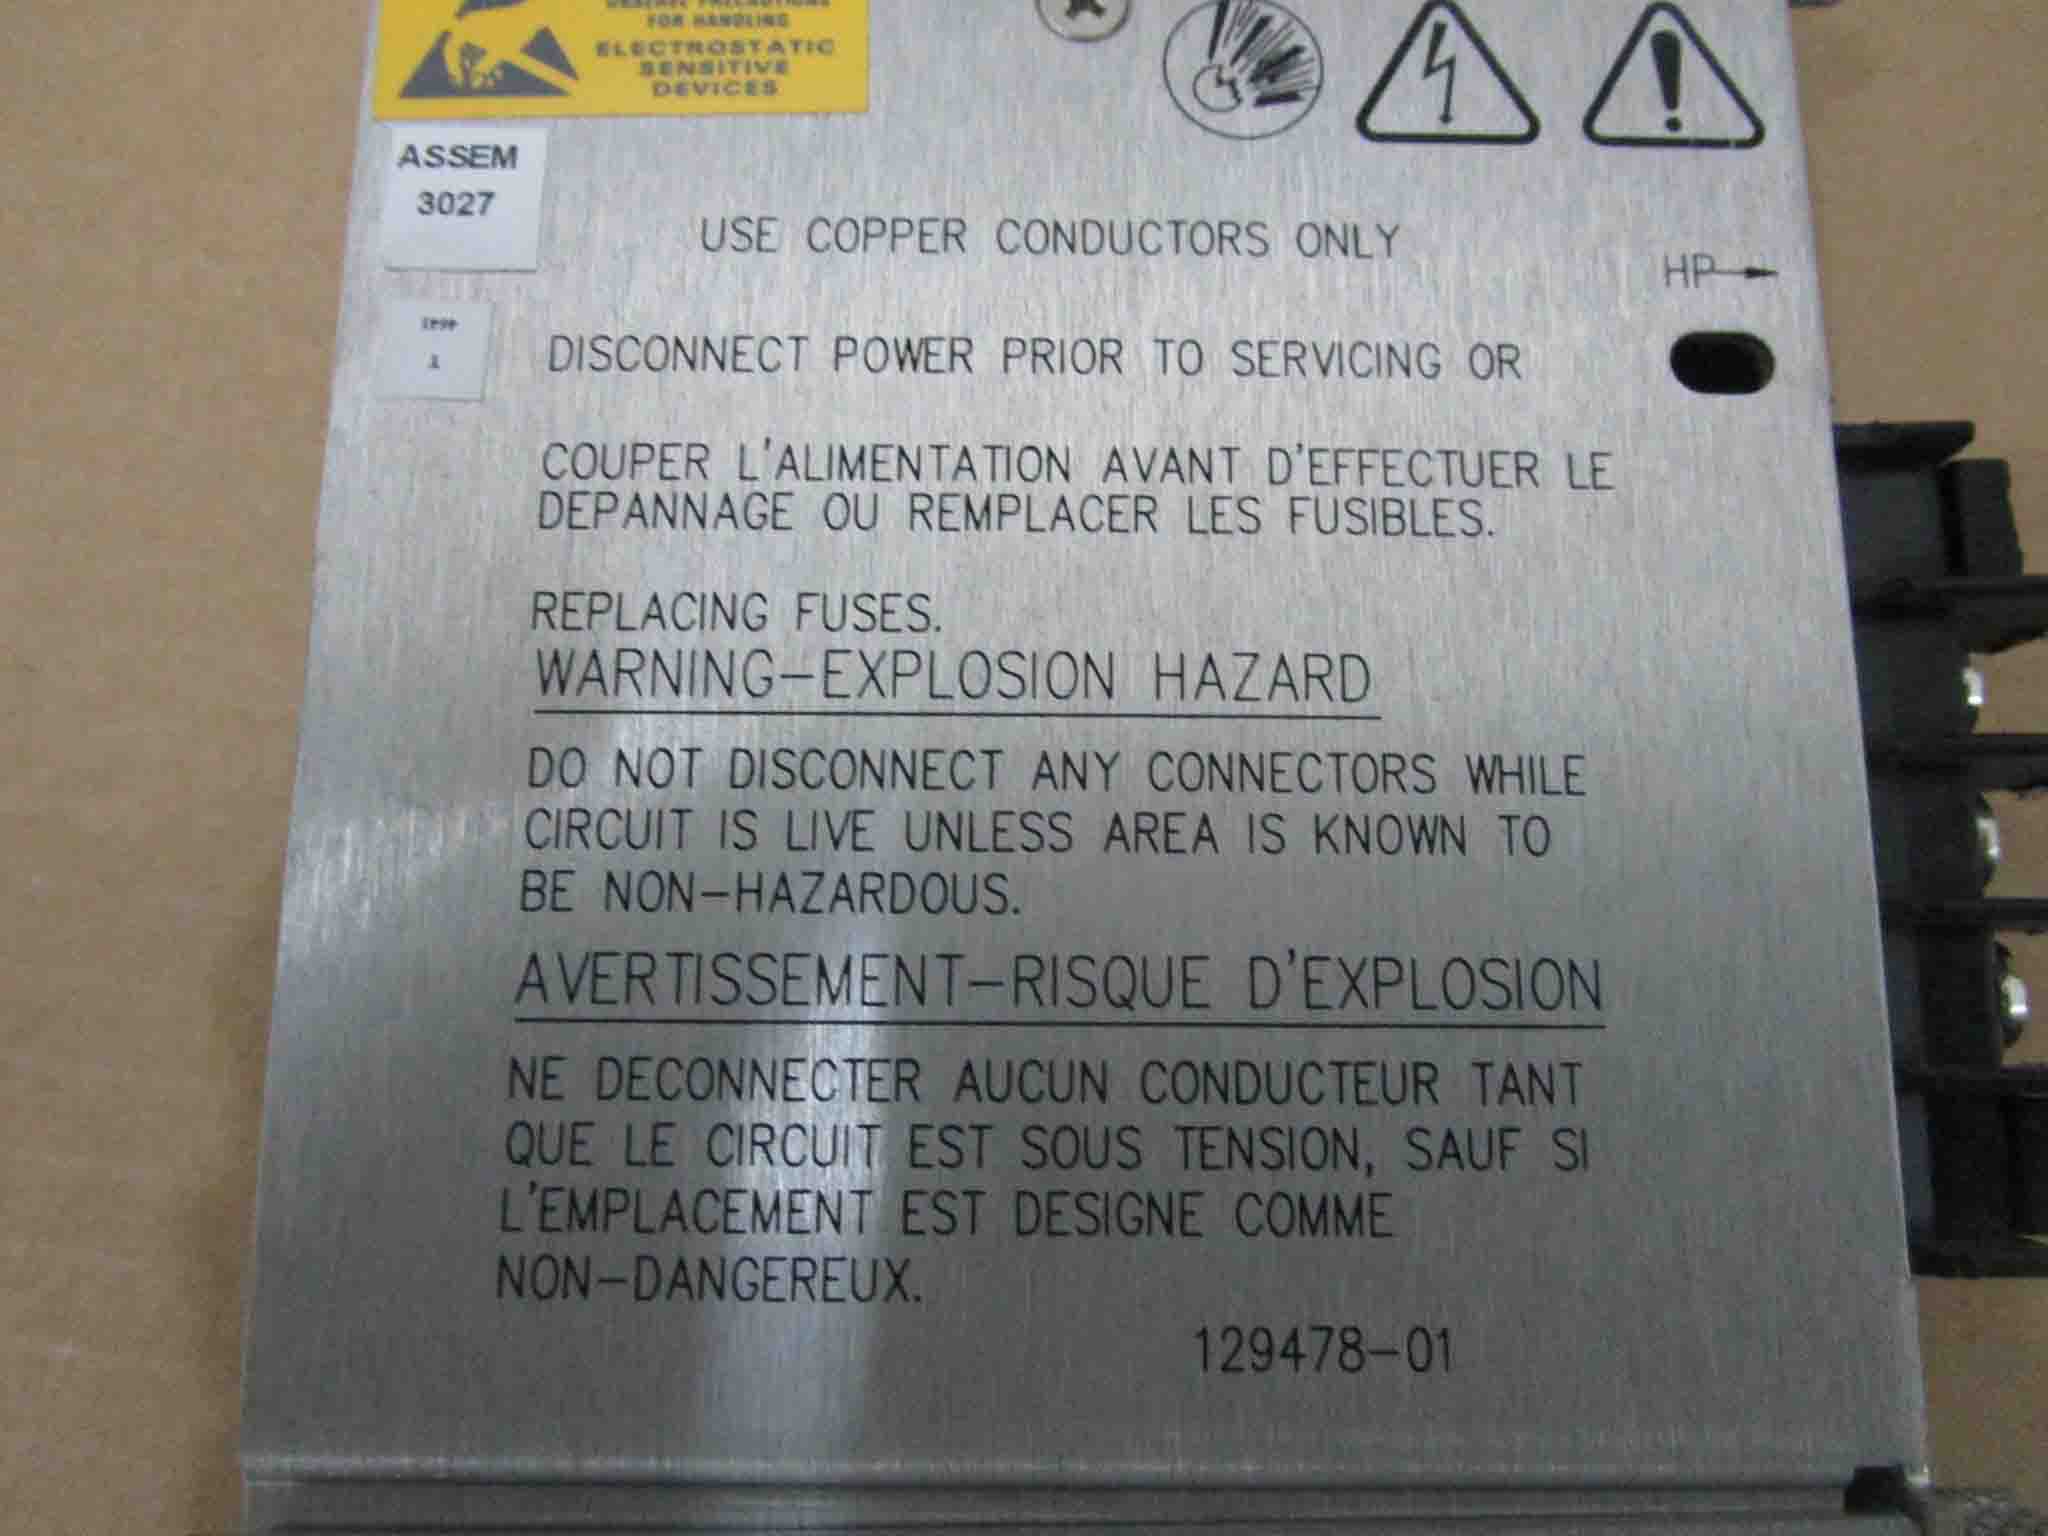 OBSERVE PRECAUTIONS
FOR HANDLING
ELECTROSTATIC
SENSITIVE
DEVICES
ASSEM
3027
USE COPPER CONDUCTORS ONLY
HP
1
DISCONNECT POWER PRIOR TO SERVICING OR
COUPER L'ALIMENTATION AVANT D'EFFECTUER LE
DEPANNAGE OU REMPLACER LES FUSIBLES.
REPLACING FUSES.
WARNING-EXPLOSION HAZARD
DO NOT DISCONNECT ANY CONNECTORS WHILE
CIRCUIT IS LIVE UNLESS AREA IS KNOWN TO
BE NON-HAZARDOUS.
AVERTISSEMENT-RISQUE D'EXPLOSION
NE DECONNECTER AUCUN CONDUCTEUR TANT
QUE LE CIRCUIT EST SOUS TENSION, SAUF SI
L'EMPLACEMENT EST DESIGNE COMME
NON-DANGEREUX.
129478-01